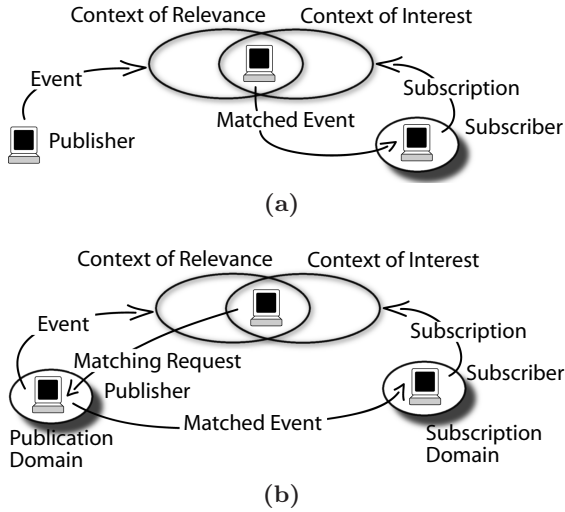 Context of Relevance Context of Interest
Event
Subscription
Matched Event
Publisher
Subscriber
(a)
Context of Relevance Context of Interest
Event
Subscription
Matching Request
Subscriber
Publisher
Matched Event
Publication
Domain
Subscription
Domain
(b)